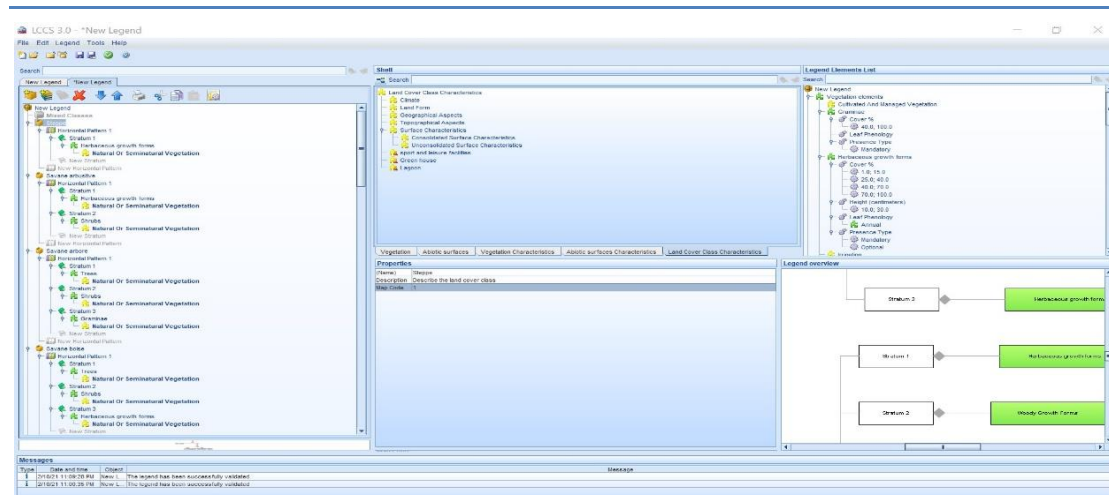 LCCS 3.0 - *New Legend
File Edit Legend Tools Help
Search
New Legend *New Legend
New Legend
Mixed Classes
Steppe
Horizontal Pattern 1
Stratum 1
Herbaceous growth forms
Natural Or Seminatural Vegetation
New Stratum
New Horizontal Pattern
Savane arbustive
Horizontal Pattern 1
Stratum 1
Herbaceous growth forms
Natural Or Seminatural Vegetation
Stratum 2
Shrubs
Natural Or Seminatural Vegetation
New Stratum
New Horizontal Pattern
Savane arbore
Horizontal Pattern 1
Stratum 1
Trees
Natural Or Seminatural Vegetation
Stratum 2
Shrubs
Natural Or Seminatural Vegetation
Stratum 3
Graminae
Natural Or Seminatural Vegetation
New Stratum
New Horizontal Pattern
Savane boise
Horizontal Pattern 1
Stratum 1
Trees
Natural Or Seminatural Vegetation
Stratum 2
Shrubs
Natural Or Seminatural Vegetation
Stratum 3
Herbaceous growth forms
Natural Or Seminatural Vegetation
New Stratum
Shell
Search
Land Cover Class Characteristics
Climate
Land Form
Geographical Aspects
Topographical Aspects
Surface Characteristics
Consolidated Surface Characteristics
Unconsolidated Surface Characteristics
sport and leisure facilities
Green house
Lagoon
Vegetation Abiotic surfaces Vegetation Characteristics Abiotic surfaces Characteristics Land Cover Class Characteristics
Properties
(Name) Steppe
Description Describe the land cover class
Map Code 1
Legend Elements List
Search
New Legend
Vegetation elements
Cultivated And Managed Vegetation
Graminae
Cover %
40.0, 100.0
Leaf Phenology
Presence Type
Mandatory
Herbaceous growth forms
Cover %
1.0; 15.0
25.0; 40.0
40.0; 70.0
70.0; 100.0
Height (centimeters)
10.0; 30.0
Leaf Phenology
Annual
Presence Type
Mandatory
Optional
Legend overview
Stratum 3 Herbaceous growth form
Stratum 1 Herbaceous growth forms
Stratum 2 Woody Growth Forms
Messages
Type Date and time Object Message
2/10/21 11:09:28 PM New L... The legend has been successfully validated
The legend has been successfully validated